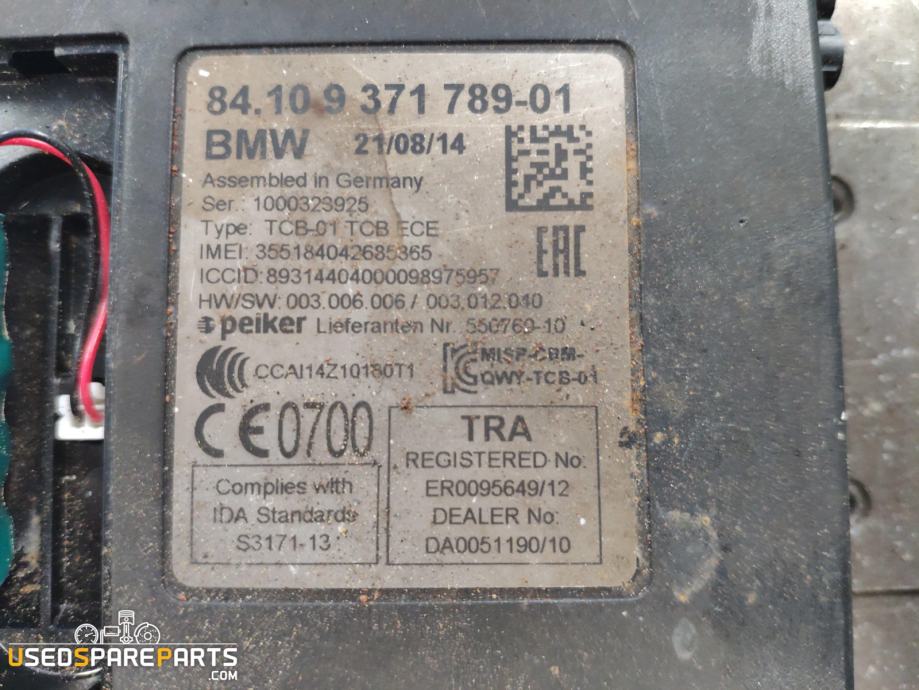 84.10 9 371 789-01
BMW 21/08/14
Assembled in Germany
Ser.: 1000323925
Type: TCB-01 TCB ECE
IMEI: 355184042685365
ICCID:89314404000098975957
HW/SW: 003.006.006 / 003.012.040
peiker Lieferanten Nr. 550760-10
CCAI14Z10180T1
MISP-CRM-
QWY-TCB-01
EAC
CE0700
Complies with
IDA Standards
S3171-13
TRA
REGISTERED No:
ER0095649/12
DEALER No:
DA0051190/10
USEDSPAREPARTS
.COM